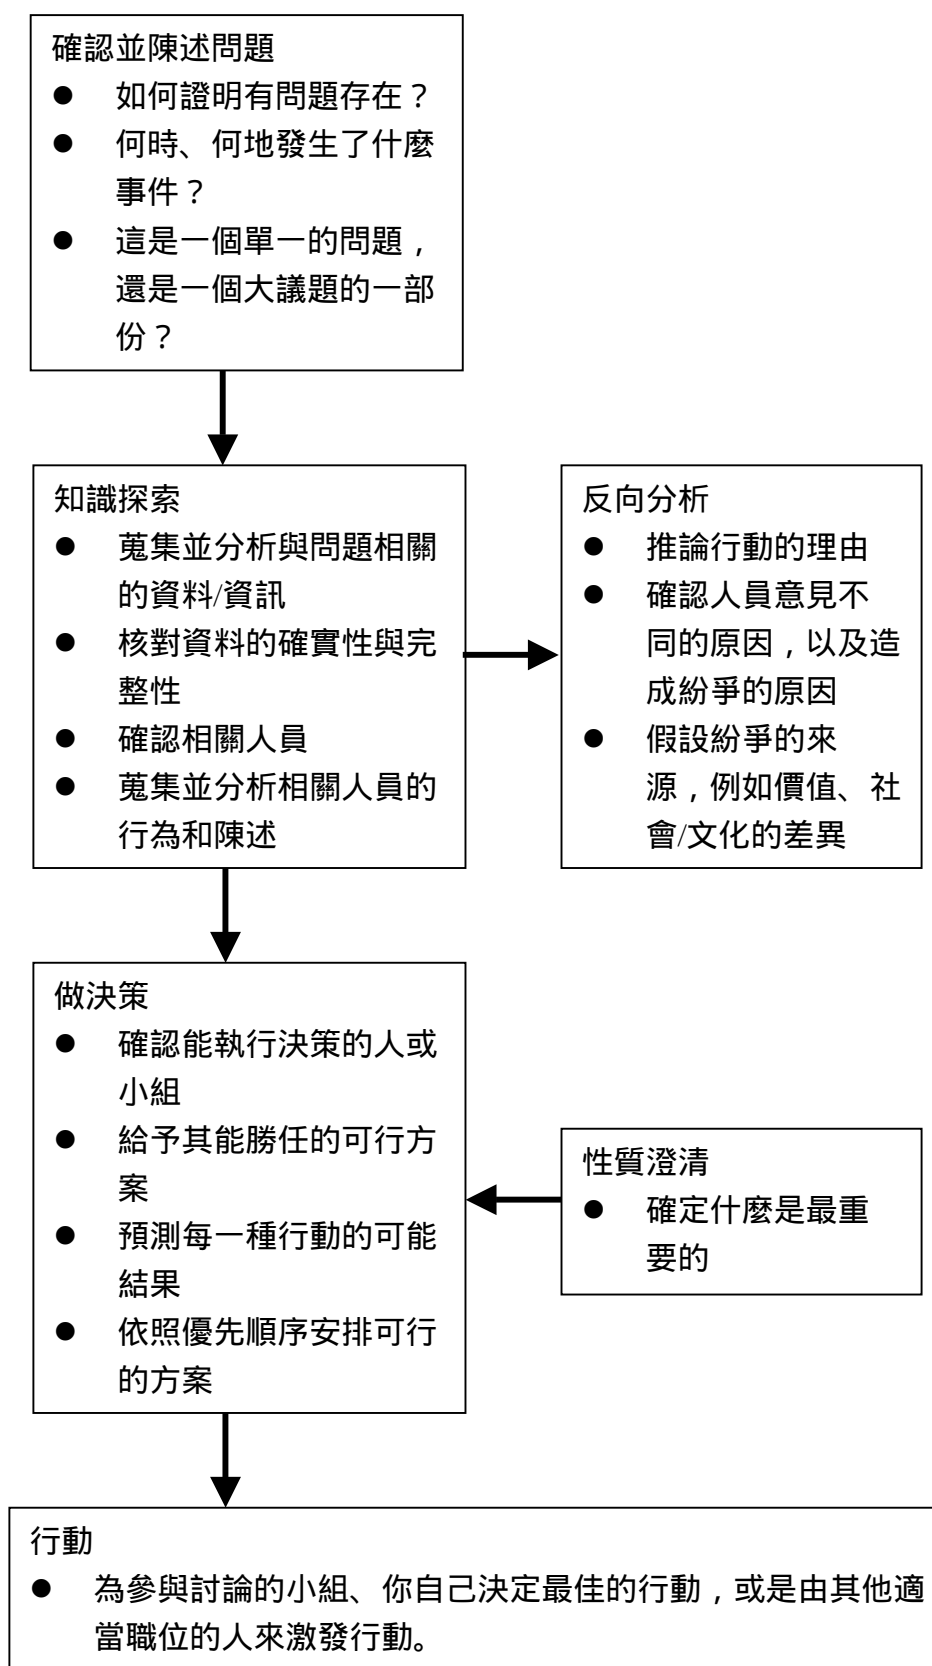 確認並陳述問題
● 如何證明有問題存在？
● 何時、何地發生了什麼
事件？
● 這是一個單一的問題，
還是一個大議題的一部
份？
知識探索
● 蒐集並分析與問題相關
的資料/資訊
● 核對資料的確實性與完
整性
● 確認相關人員
● 蒐集並分析相關人員的
行為和陳述
反向分析
● 推論行動的理由
● 確認人員意見不
同的原因，以及造
成紛爭的原因
● 假設紛爭的來
源，例如價值、社
會/文化的差異
做決策
● 確認能執行決策的人或
小組
● 給予其能勝任的可行方
案
● 預測每一種行動的可能
結果
● 依照優先順序安排可行
的方案
性質澄清
● 確定什麼是最重
要的
行動
● 為參與討論的小組、你自己決定最佳的行動，或是由其他適
當職位的人來激發行動。